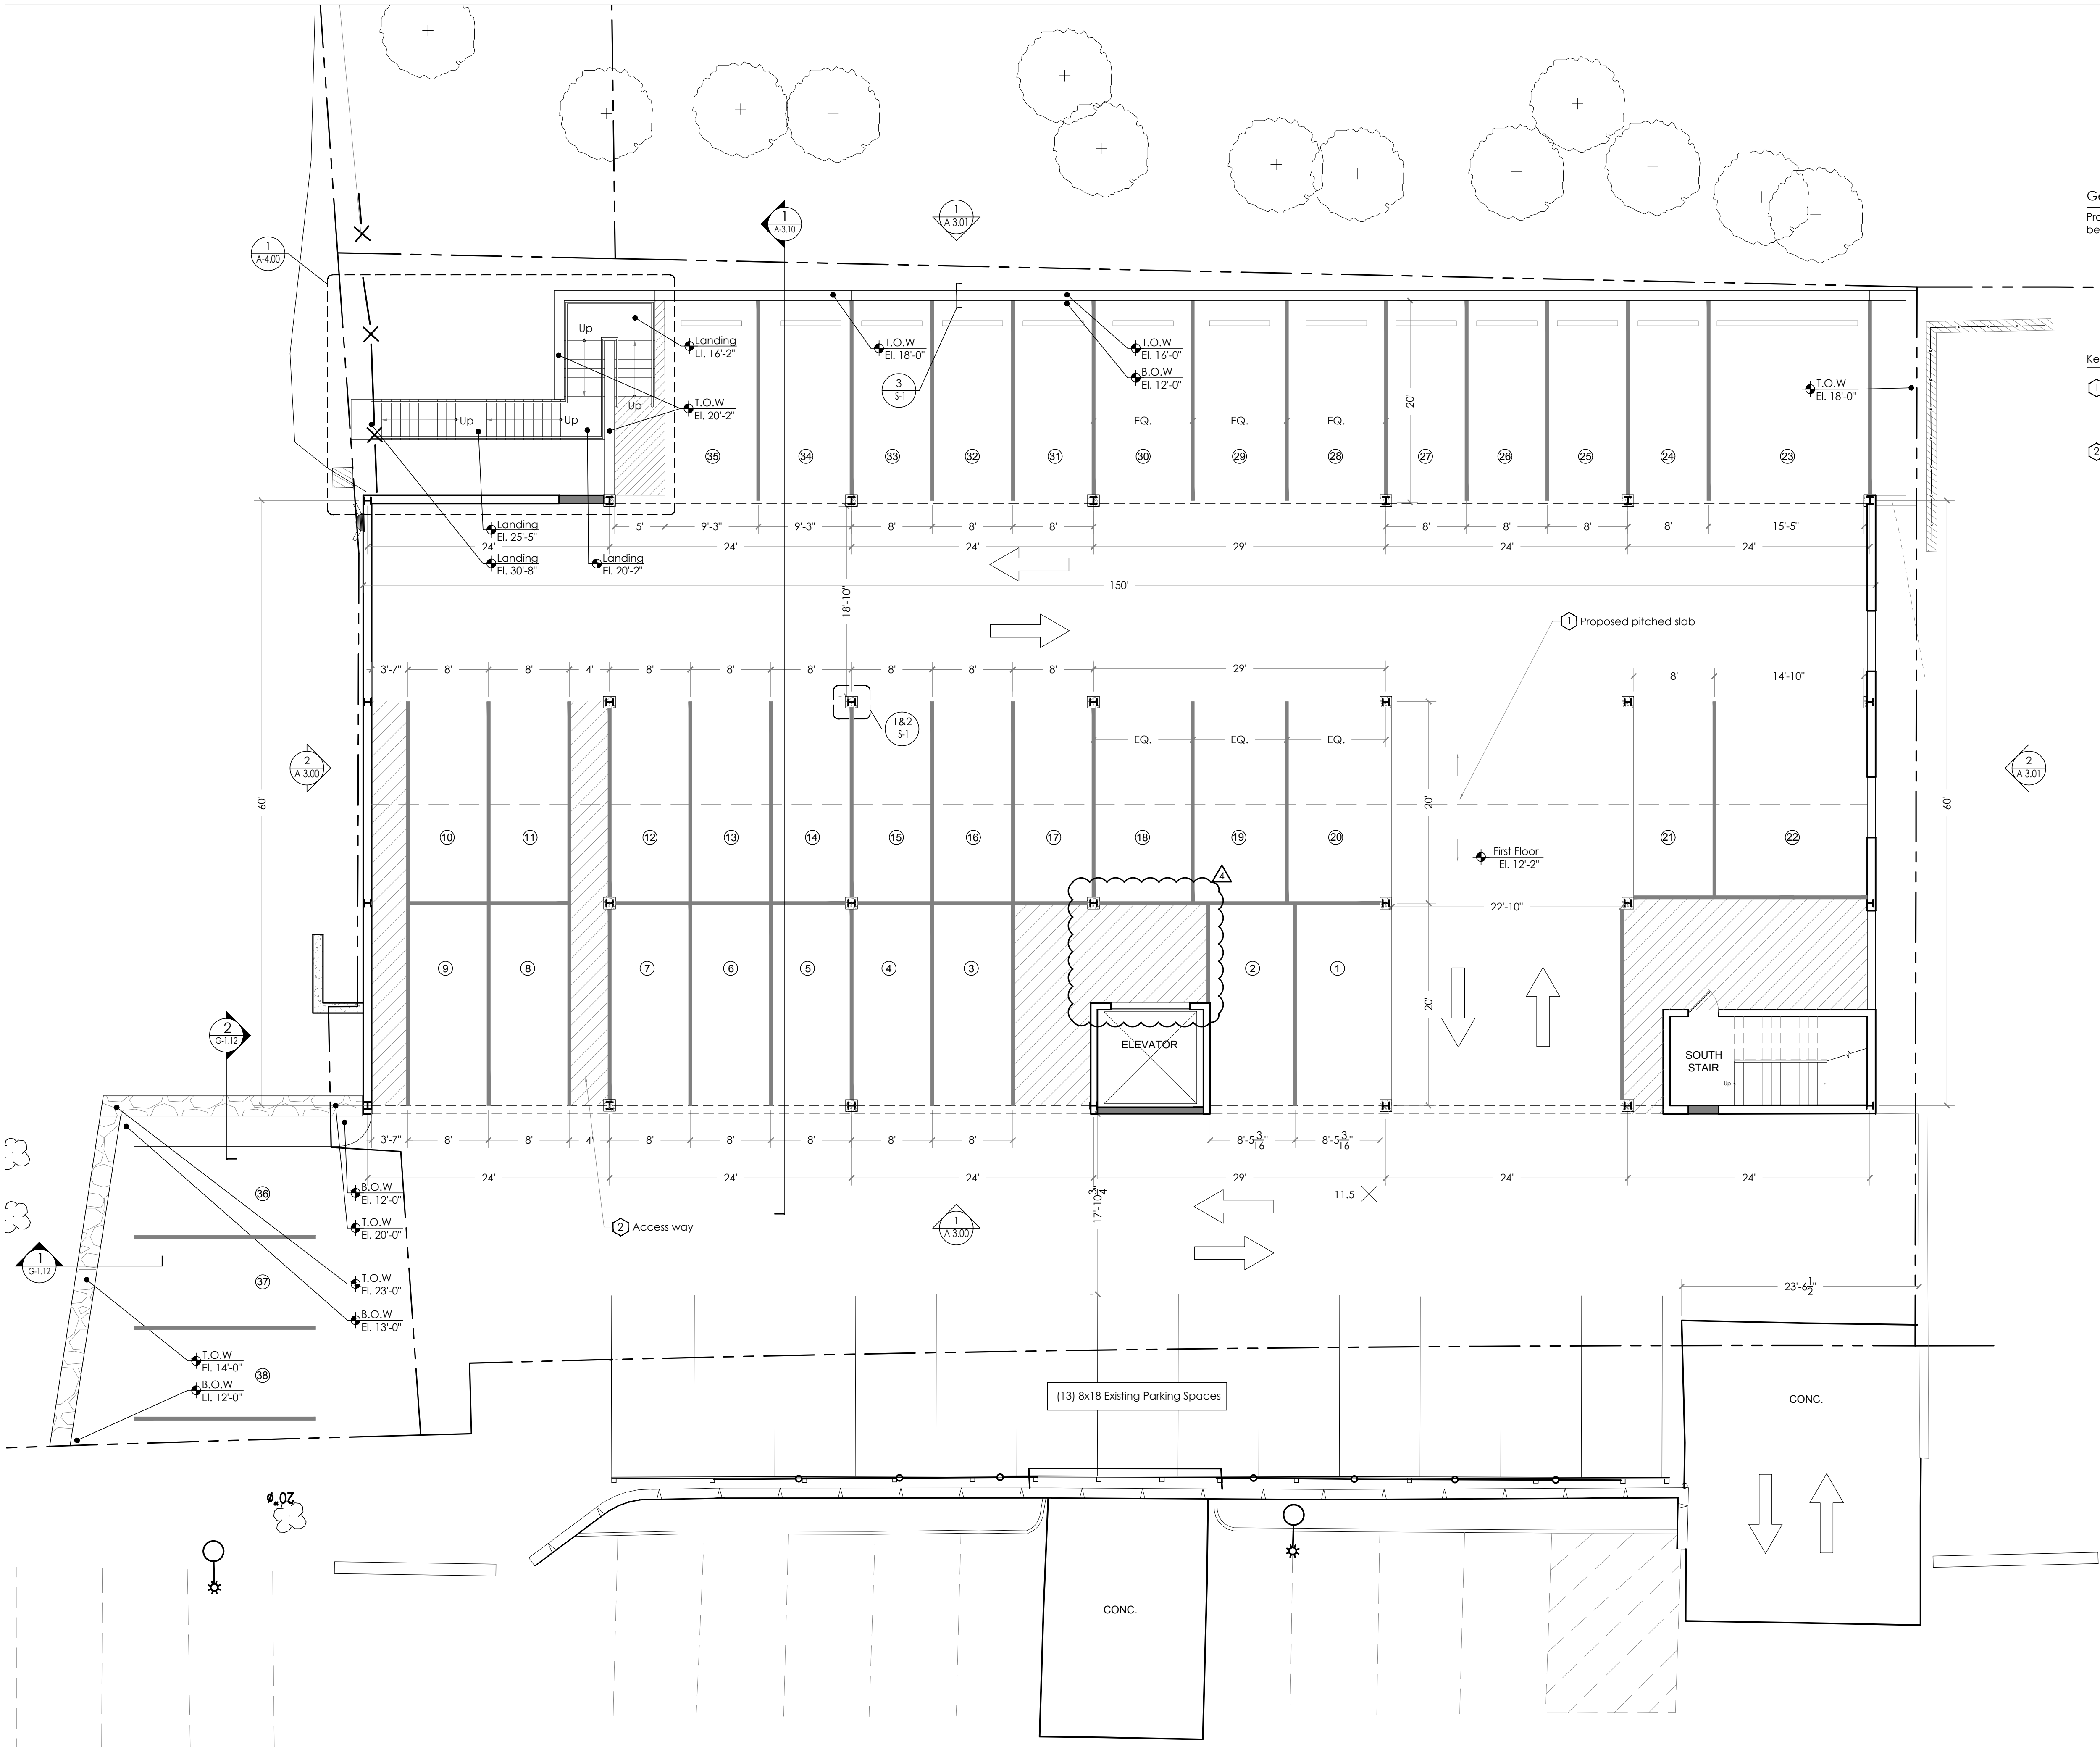 Ge
Pro
be
1
A-3.10
1
A 3.01
1
A-4.00
Up
Landing
El. 16'-2"
T.O.W
El. 18'-0"
T.O.W
El. 16'-0"
B.O.W
El. 12'-0"
Ke
1
3
S-1
T.O.W
El. 18'-0"
T.O.W
El. 20'-2"
Up
Up
Up
20'
EQ.
EQ.
EQ.
2
35
34
33
32
31
30
29
28
27
26
25
24
23
Landing
El. 25'-5"
5'
9'-3"
9'-3"
8'
8'
8'
8'
8'
8'
8'
15'-5"
24'
24'
24'
29'
24'
24'
Landing
El. 30'-8"
Landing
El. 20'-2"
150'
18'-10"
1 Proposed pitched slab
3'-7"
8'
8'
4'
8'
8'
8'
8'
8'
8'
29'
8'
14'-10"
1&2
S-1
EQ.
EQ.
EQ.
2
A 3.00
2
A 3.01
60'
20'
60'
10
11
12
13
14
15
16
17
18
19
20
21
22
First Floor
El. 12'-2"
4
22'-10"
9
8
7
6
5
4
3
2
1
20'
2
G-1.12
ELEVATOR
SOUTH
STAIR
Up
3'-7"
8'
8'
4'
8'
8'
8'
8'
8'
8'-5 3/16"
8'-5 3/16"
24'
24'
24'
29'
24'
24'
36
B.O.W
El. 12'-0"
17'-10 3/4"
11.5
T.O.W
El. 20'-0"
2 Access way
1
A 3.00
1
G-1.12
37
T.O.W
El. 23'-0"
23'-6 1/2"
B.O.W
El. 13'-0"
T.O.W
El. 14'-0"
38
B.O.W
El. 12'-0"
(13) 8x18 Existing Parking Spaces
CONC.
20"ø
CONC.